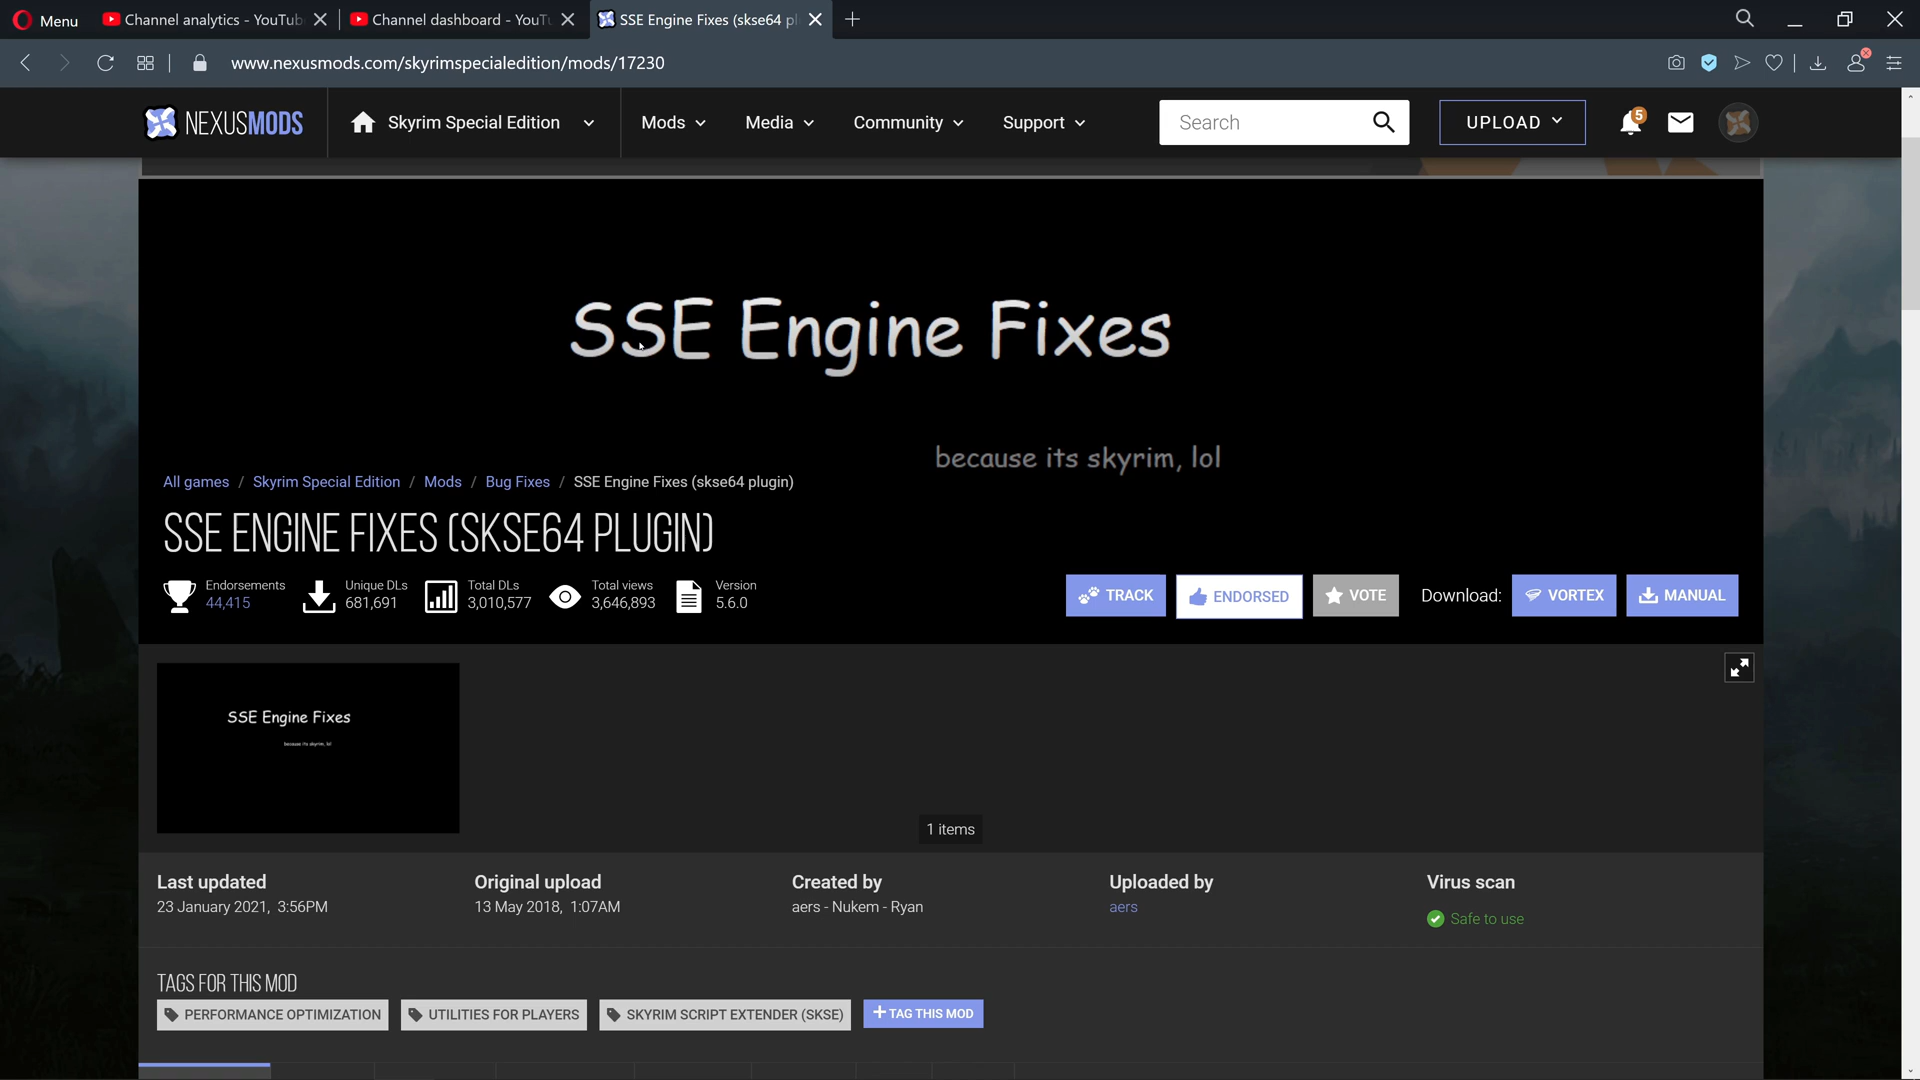 Menu
Channel analytics - YouTub
Channel dashboard - YouTu
SSE Engine Fixes (skse64 pl
www.nexusmods.com/skyrimspecialedition/mods/17230
NEXUSMODS
Skyrim Special Edition
Mods
Media
Community
Support
Search
UPLOAD
5
SSE Engine Fixes
because its skyrim, lol
All games / Skyrim Special Edition / Mods / Bug Fixes / SSE Engine Fixes (skse64 plugin)
SSE ENGINE FIXES (SKSE64 PLUGIN)
Endorsements
44,415
Unique DLs
681,691
Total DLs
3,010,577
Total views
3,646,893
Version
5.6.0
TRACK
ENDORSED
VOTE
Download:
VORTEX
MANUAL
SSE Engine Fixes
because its skyrim, lol
1 items
Last updated
23 January 2021, 3:56PM
Original upload
13 May 2018, 1:07AM
Created by
aers - Nukem - Ryan
Uploaded by
aers
Virus scan
Safe to use
TAGS FOR THIS MOD
PERFORMANCE OPTIMIZATION
UTILITIES FOR PLAYERS
SKYRIM SCRIPT EXTENDER (SKSE)
+ TAG THIS MOD